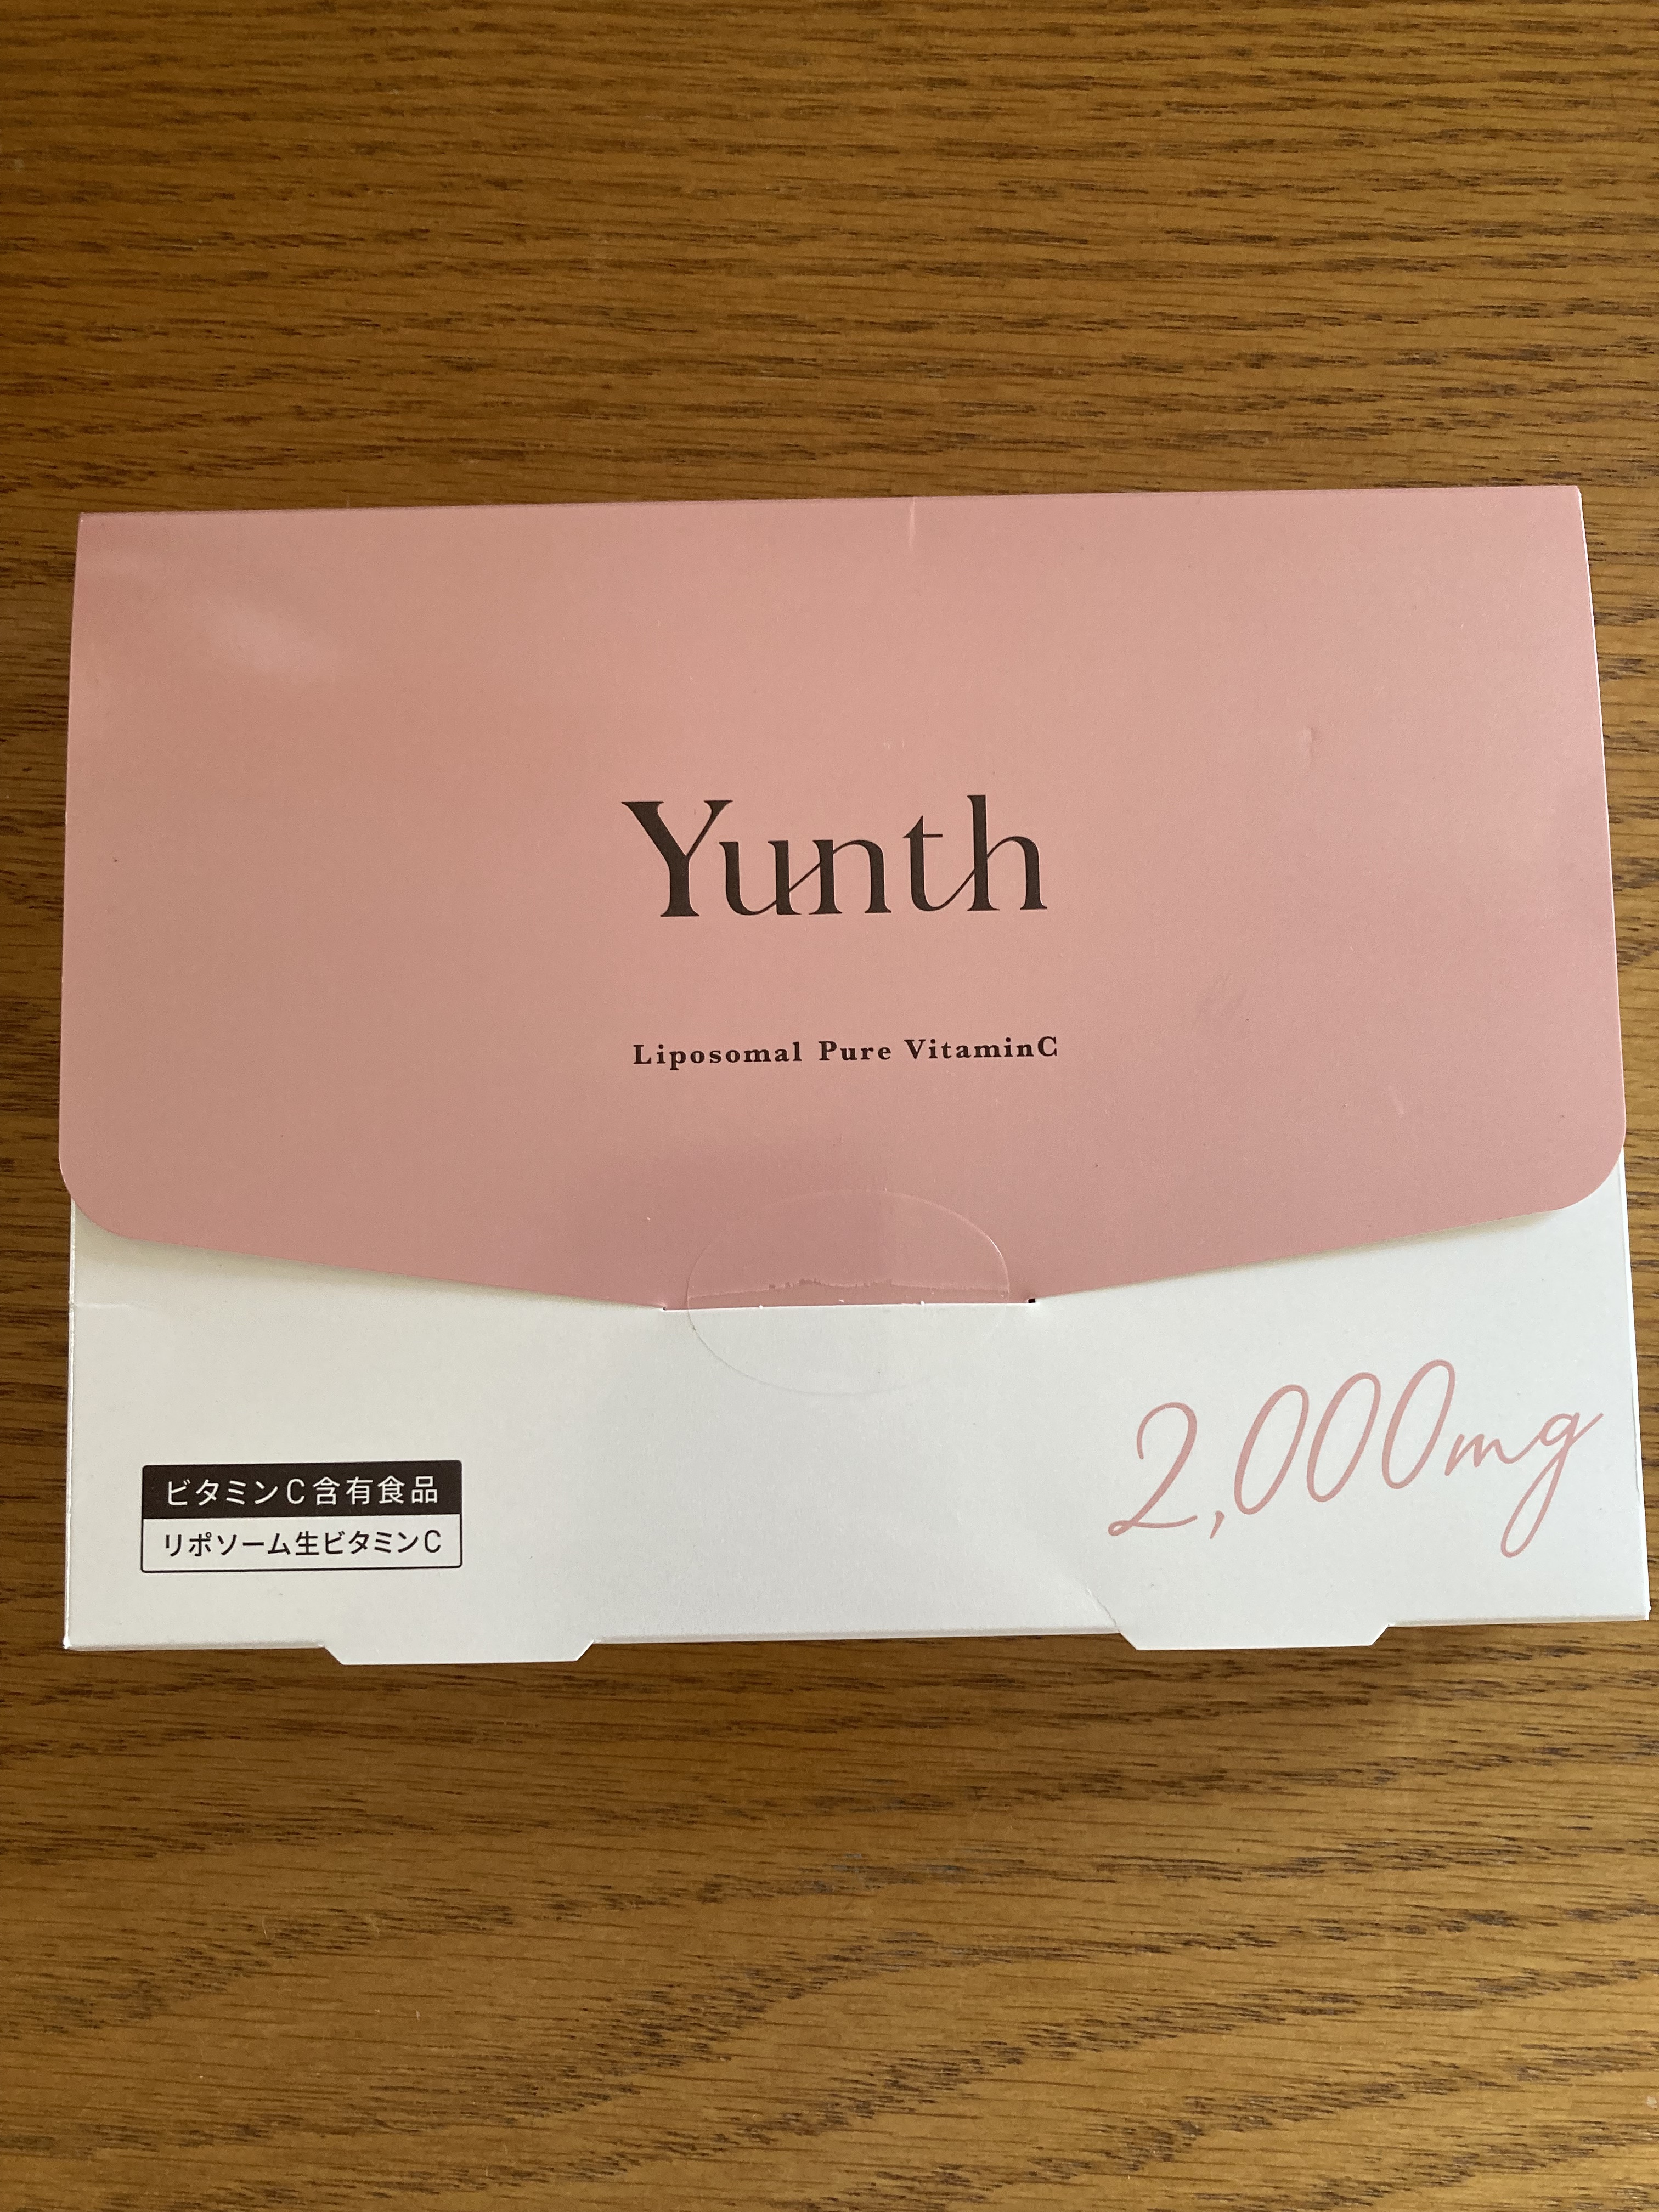 Yunth
Liposomal Pure VitaminC
2,000mg
ビタミンC含有食品
リポソーム生ビタミンC